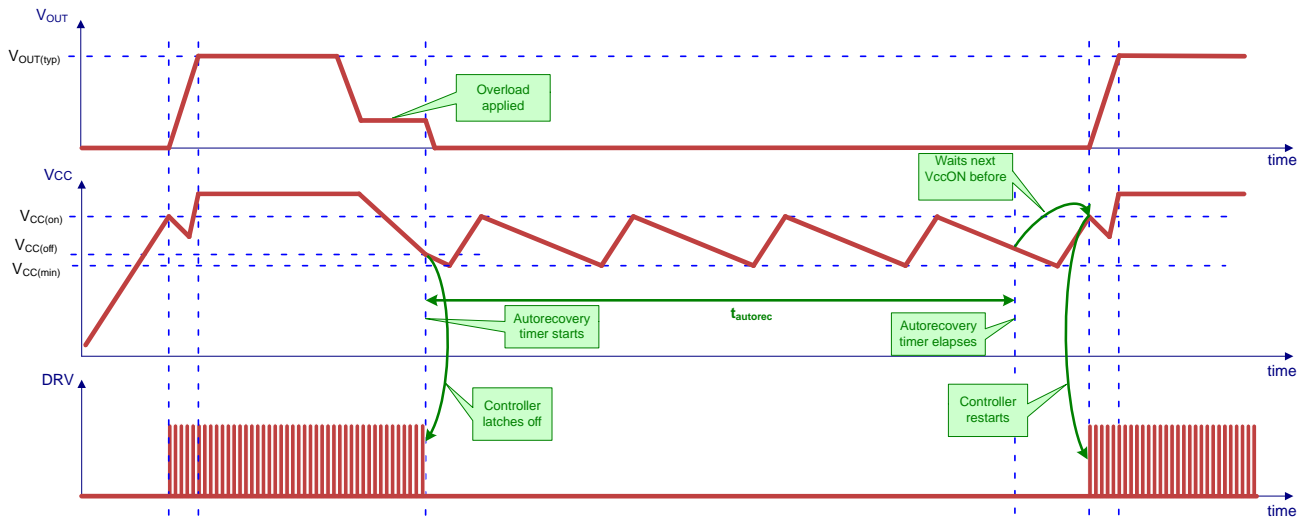 VOUT
VOUT(typ)
Overload
applied
time
VCC
Waits next
VccON before
VCC(on)
VCC(off)
VCC(min)
tautorec
Autorecovery
timer starts
Autorecovery
timer elapses
time
DRV
Controller
latches off
Controller
restarts
time